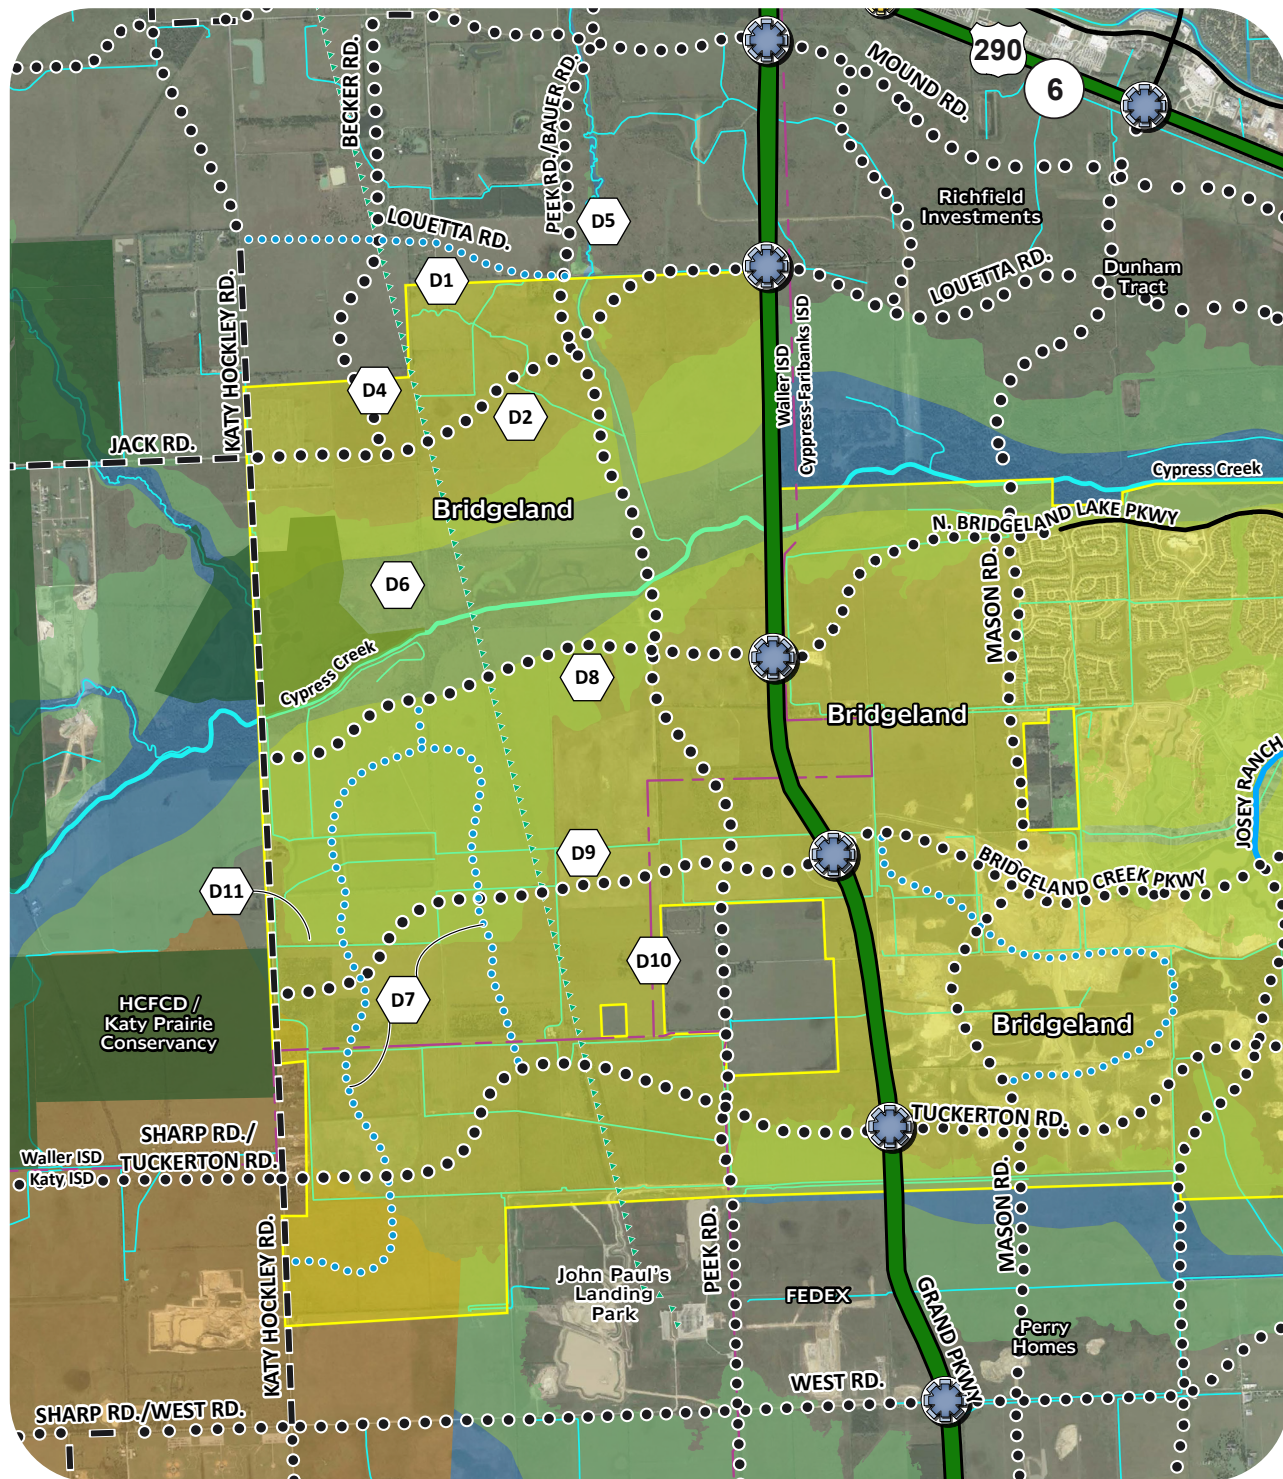 290
6
MOUND RD.
BECKER RD.
PEEK RD./BAUER RD.
Richfield
Investments
D5
LOUETTA RD.
LOUETTA RD.
Dunham
Tract
D1
KATY HOCKLEY RD.
Waller ISD
Cyppress-Faribanks ISD
D4
D2
JACK RD.
Cypress Creek
Bridgeland
N. BRIDGELAND LAKE PKWY
D6
MASON RD.
Cypress Creek
D8
Bridgeland
JOSEY RANCH
D9
BRIDGELAND CREEK PKWY
D11
D10
D7
HCFCD /
Katy Prairie
Conservancy
Bridgeland
TUCKERTON RD.
SHARP RD./
TUCKERTON RD.
Waller ISD
Katy ISD
MASON RD.
PEEK RD.
KATY HOCKLEY RD.
John Paul's
Landing
Park
FEDEX
GRAND PKWY
Perry
Homes
WEST RD.
SHARP RD./WEST RD.